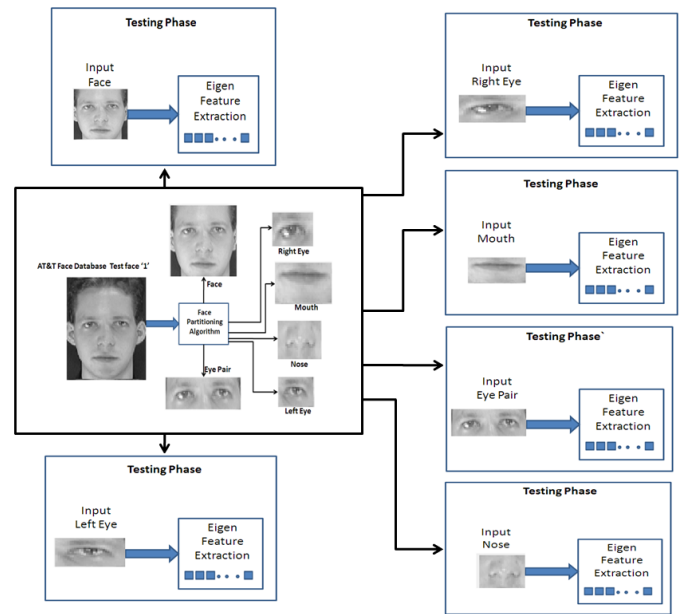 Testing Phase
Input
Face
Eigen
Feature
Extraction
Testing Phase
Input
Right Eye
Eigen
Feature
Extraction
AT&T Face Database Test face '1'
Face
Right Eye
Mouth
Face
Partitioning
Algorithm
Nose
Eye Pair
Left Eye
Testing Phase
Input
Mouth
Eigen
Feature
Extraction
Testing Phase`
Input
Eye Pair
Eigen
Feature
Extraction
Testing Phase
Input
Left Eye
Eigen
Feature
Extraction
Testing Phase
Input
Nose
Eigen
Feature
Extraction